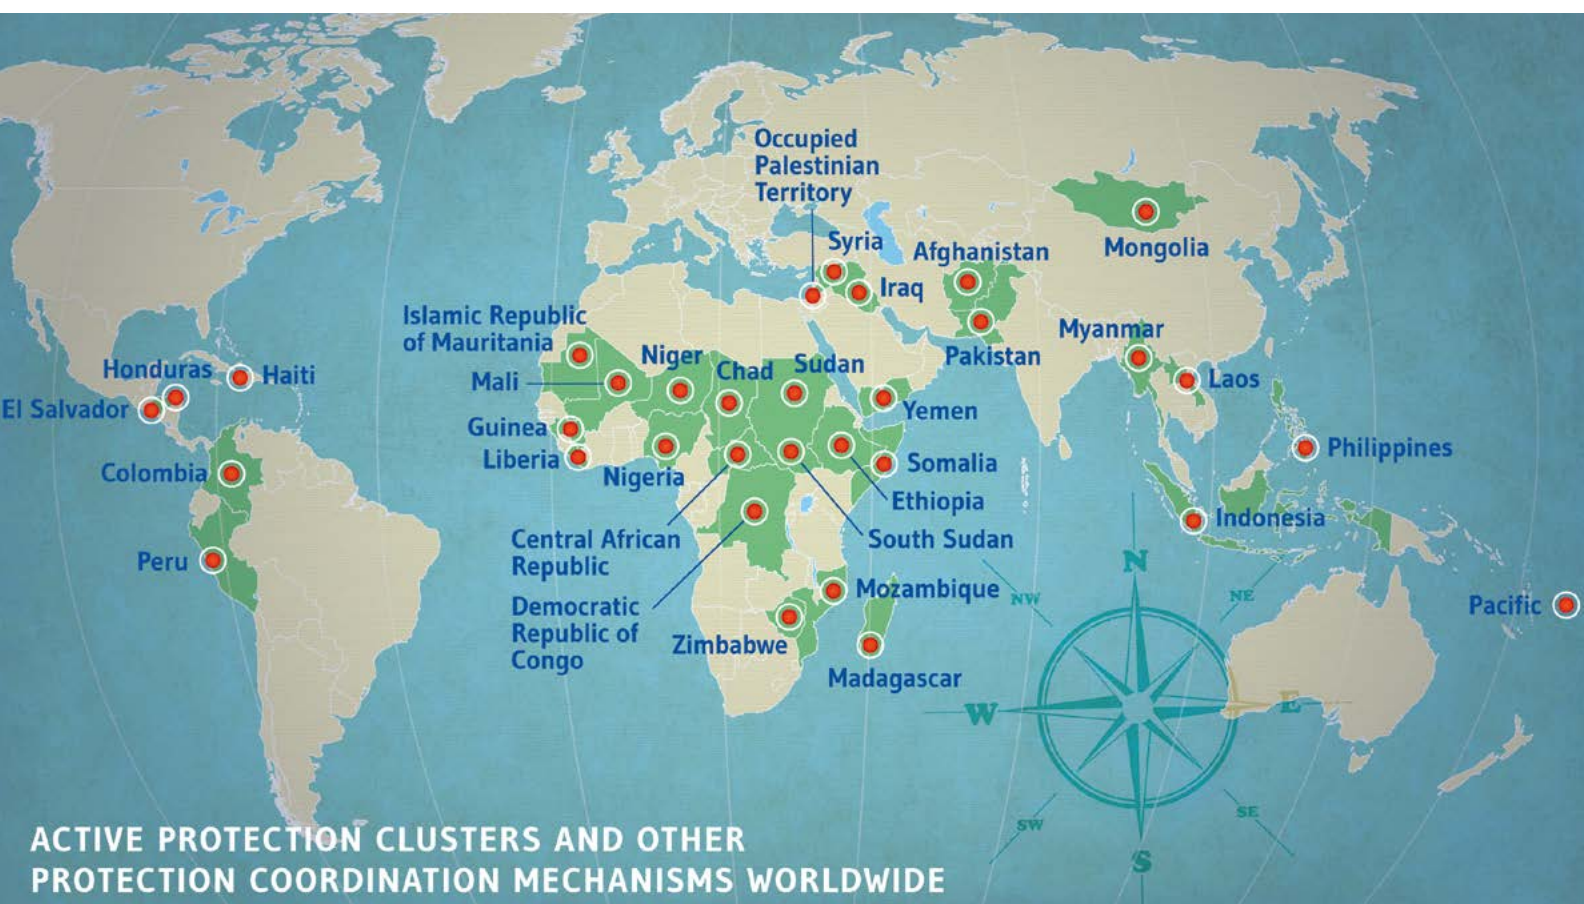 Occupied
Palestinian
Territory
Syria
Afghanistan
Iraq
Mongolia
Islamic Republic
of Mauritania
Myanmar
Niger
Pakistan
Honduras
Haiti
Mali
Chad
Sudan
Laos
El Salvador
Yemen
Guinea
Liberia
Nigeria
Philippines
Colombia
Somalia
Ethiopia
Indonesia
Central African
Republic
South Sudan
Peru
Democratic
Republic of
Congo
Mozambique
Pacific
Zimbabwe
Madagascar
N
NW
NE
W
E
SW
SE
S
ACTIVE PROTECTION CLUSTERS AND OTHER
PROTECTION COORDINATION MECHANISMS WORLDWIDE